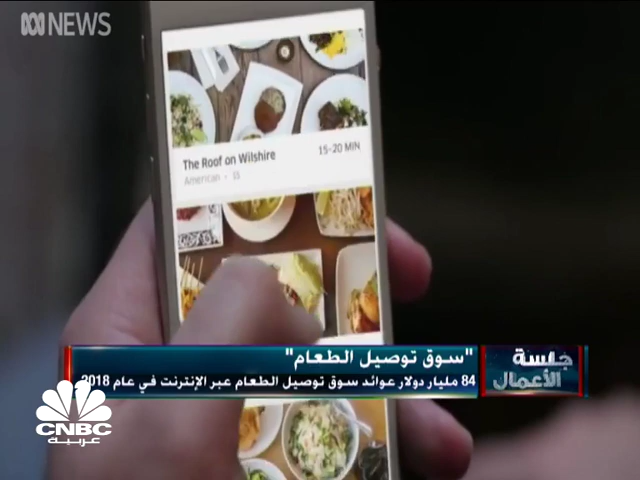 ABC NEWS
The Roof on Wilshire
15-20 MIN
American • $
"سوق توصيل الطعام"
جلسة
الأعمال
84 مليار دولار عوائد سوق توصيل الطعام عبر الإنترنت في عام 2018
CNBC
عربية